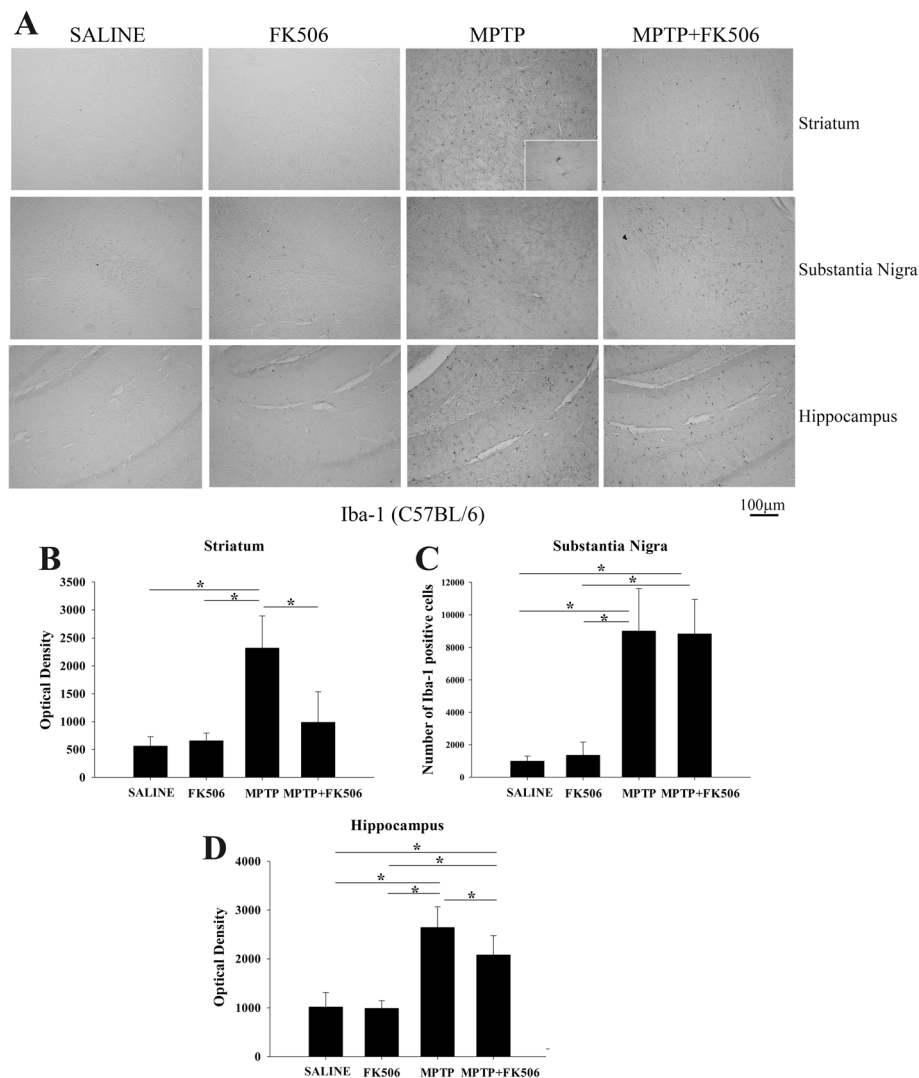 A
SALINE FK506 MPTP MPTP+FK506
Striatum
Substantia Nigra
Hippocampus
100μm
Iba-1 (C57BL/6)
B
Striatum
Optical Density
3500
3000
2500
2000
1500
1000
500
0
* * *
SALINE FK506 MPTP MPTP+FK506
C
Substantia Nigra
Number of Iba-1 positive cells
12000
10000
8000
6000
4000
2000
0
* * * *
SALINE FK506 MPTP MPTP+FK506
D
Hippocampus
Optical Density
4000
3000
2000
1000
0
* * * * *
SALINE FK506 MPTP MPTP+FK506